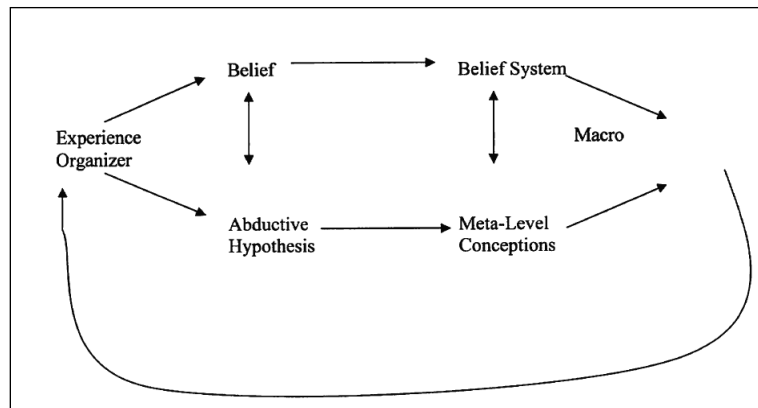 Belief
Belief System
Experience
Organizer
Macro
Abductive
Hypothesis
Meta-Level
Conceptions